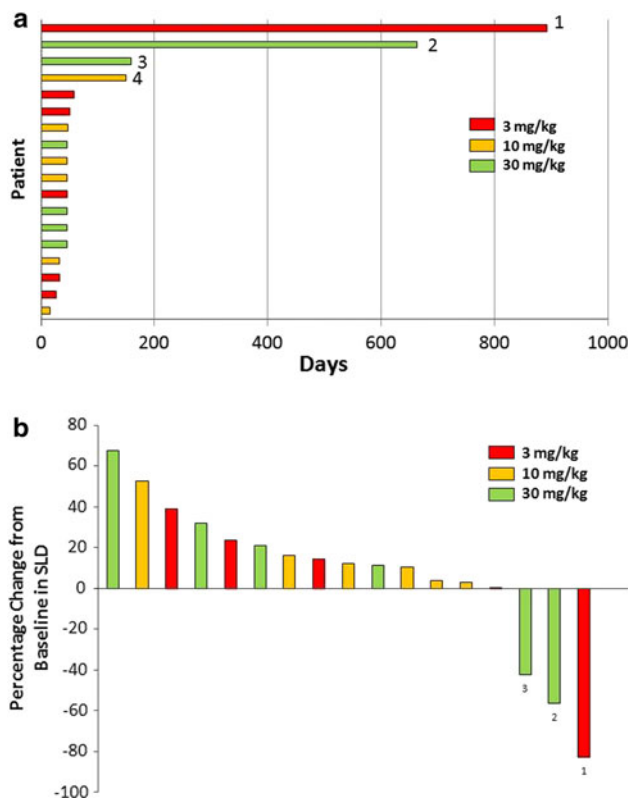 a
1
2
3
4
Patient
3 mg/kg
10 mg/kg
30 mg/kg
0 200 400 600 800 1000
Days
b
80
60
40
20
0
-20
-40
-60
-80
-100
Percentage Change from
Baseline in SLD
3 mg/kg
10 mg/kg
30 mg/kg
3
2
1